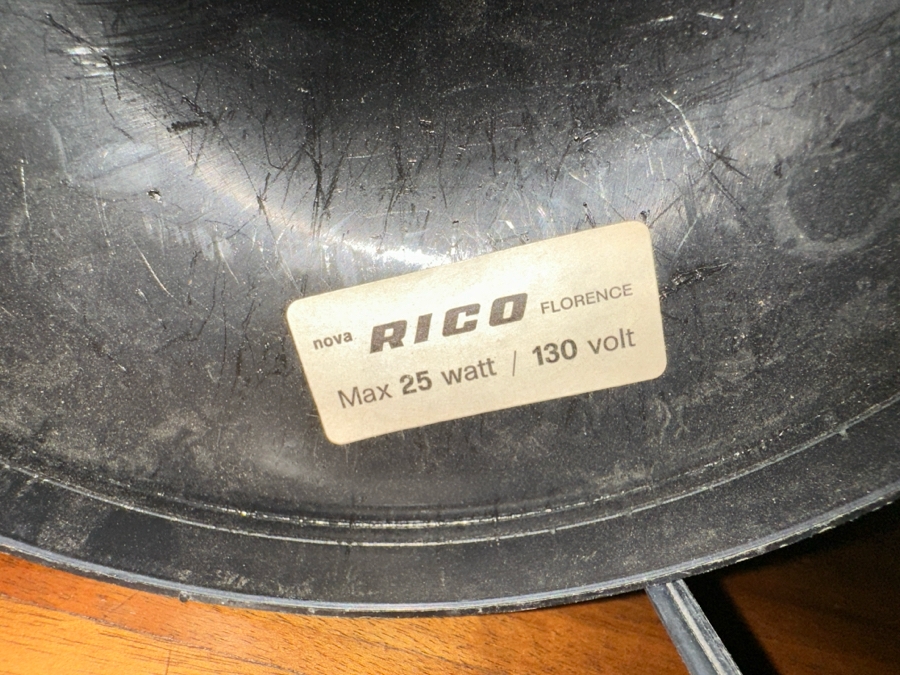 nova RICO FLORENCE
Max 25 watt / 130 volt